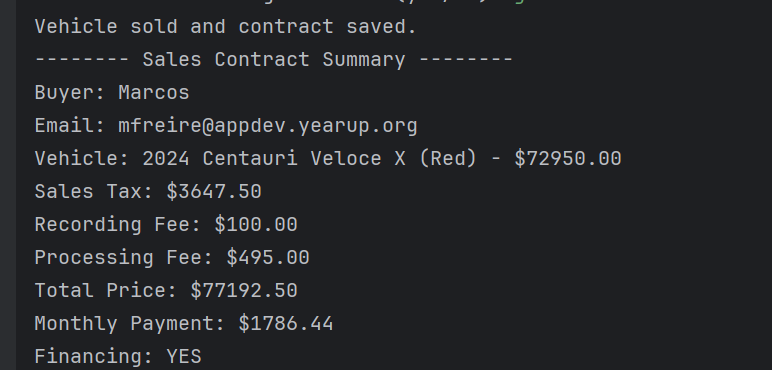 Vehicle sold and contract saved.
-------- Sales Contract Summary --------
Buyer: Marcos
Email: mfreire@appdev.yearup.org
Vehicle: 2024 Centauri Veloce X (Red) - $72950.00
Sales Tax: $3647.50
Recording Fee: $100.00
Processing Fee: $495.00
Total Price: $77192.50
Monthly Payment: $1786.44
Financing: YES